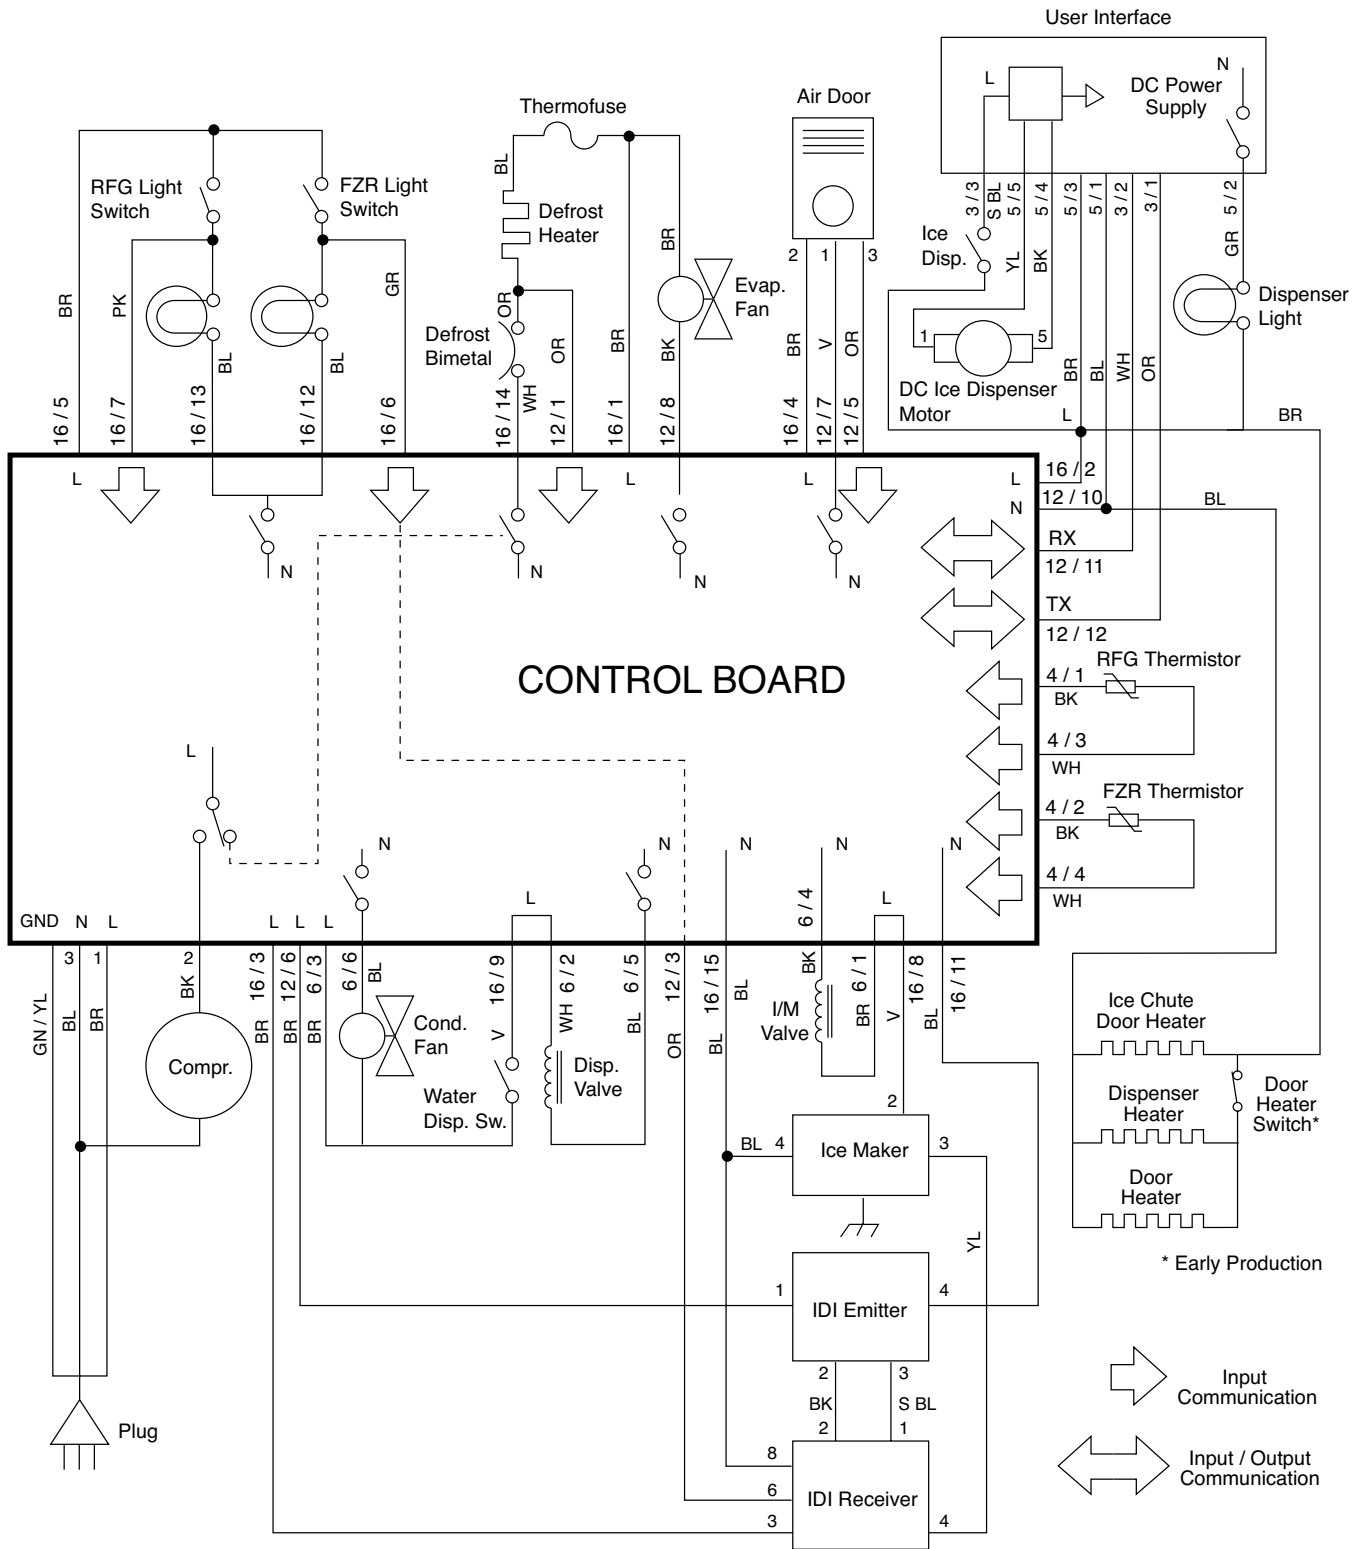 User Interface
L
DC Power
Supply
N
Thermofuse
Air Door
RFG Light
Switch
FZR Light
Switch
BL
Defrost
Heater
BR
Evap.
Fan
2
1
3
3 / 3
S BL
5 / 5
5 / 4
5 / 3
5 / 1
3 / 2
3 / 1
5 / 2
Ice
Disp.
YL
BK
GR
Dispenser
Light
BR
PK
GR
OR
Defrost
Bimetal
OR
BR
BK
BR
V
OR
1
5
DC Ice Dispenser
Motor
BR
BL
WH
OR
BL
BL
WH
L
BR
16 / 5
16 / 7
16 / 13
16 / 12
16 / 6
16 / 14
12 / 1
16 / 1
12 / 8
16 / 4
12 / 7
12 / 5
L
L
L
L
16 / 2
N
12 / 10
BL
N
N
N
N
RX
12 / 11
TX
12 / 12
CONTROL BOARD
RFG Thermistor
4 / 1
BK
4 / 3
WH
FZR Thermistor
4 / 2
BK
4 / 4
WH
L
N
N
N
N
N
6 / 4
L
L
GND
N
L
L
L
L
3
1
2
16 / 3
12 / 6
6 / 3
6 / 6
BL
16 / 9
6 / 2
6 / 5
12 / 3
16 / 15
BL
BK
6 / 1
16 / 8
16 / 11
GN / YL
BL
BR
BK
BR
BR
BR
V
WH
BL
OR
BL
BR
V
BL
Compr.
Cond.
Fan
Water
Disp. Sw.
Disp.
Valve
I/M
Valve
Ice Chute
Door Heater
Dispenser
Heater
Door
Heater
Switch*
Door
Heater
2
BL
4
Ice Maker
3
YL
* Early Production
1
IDI Emitter
4
2
3
BK
S BL
2
1
8
6
IDI Receiver
3
4
Plug
Input
Communication
Input / Output
Communication